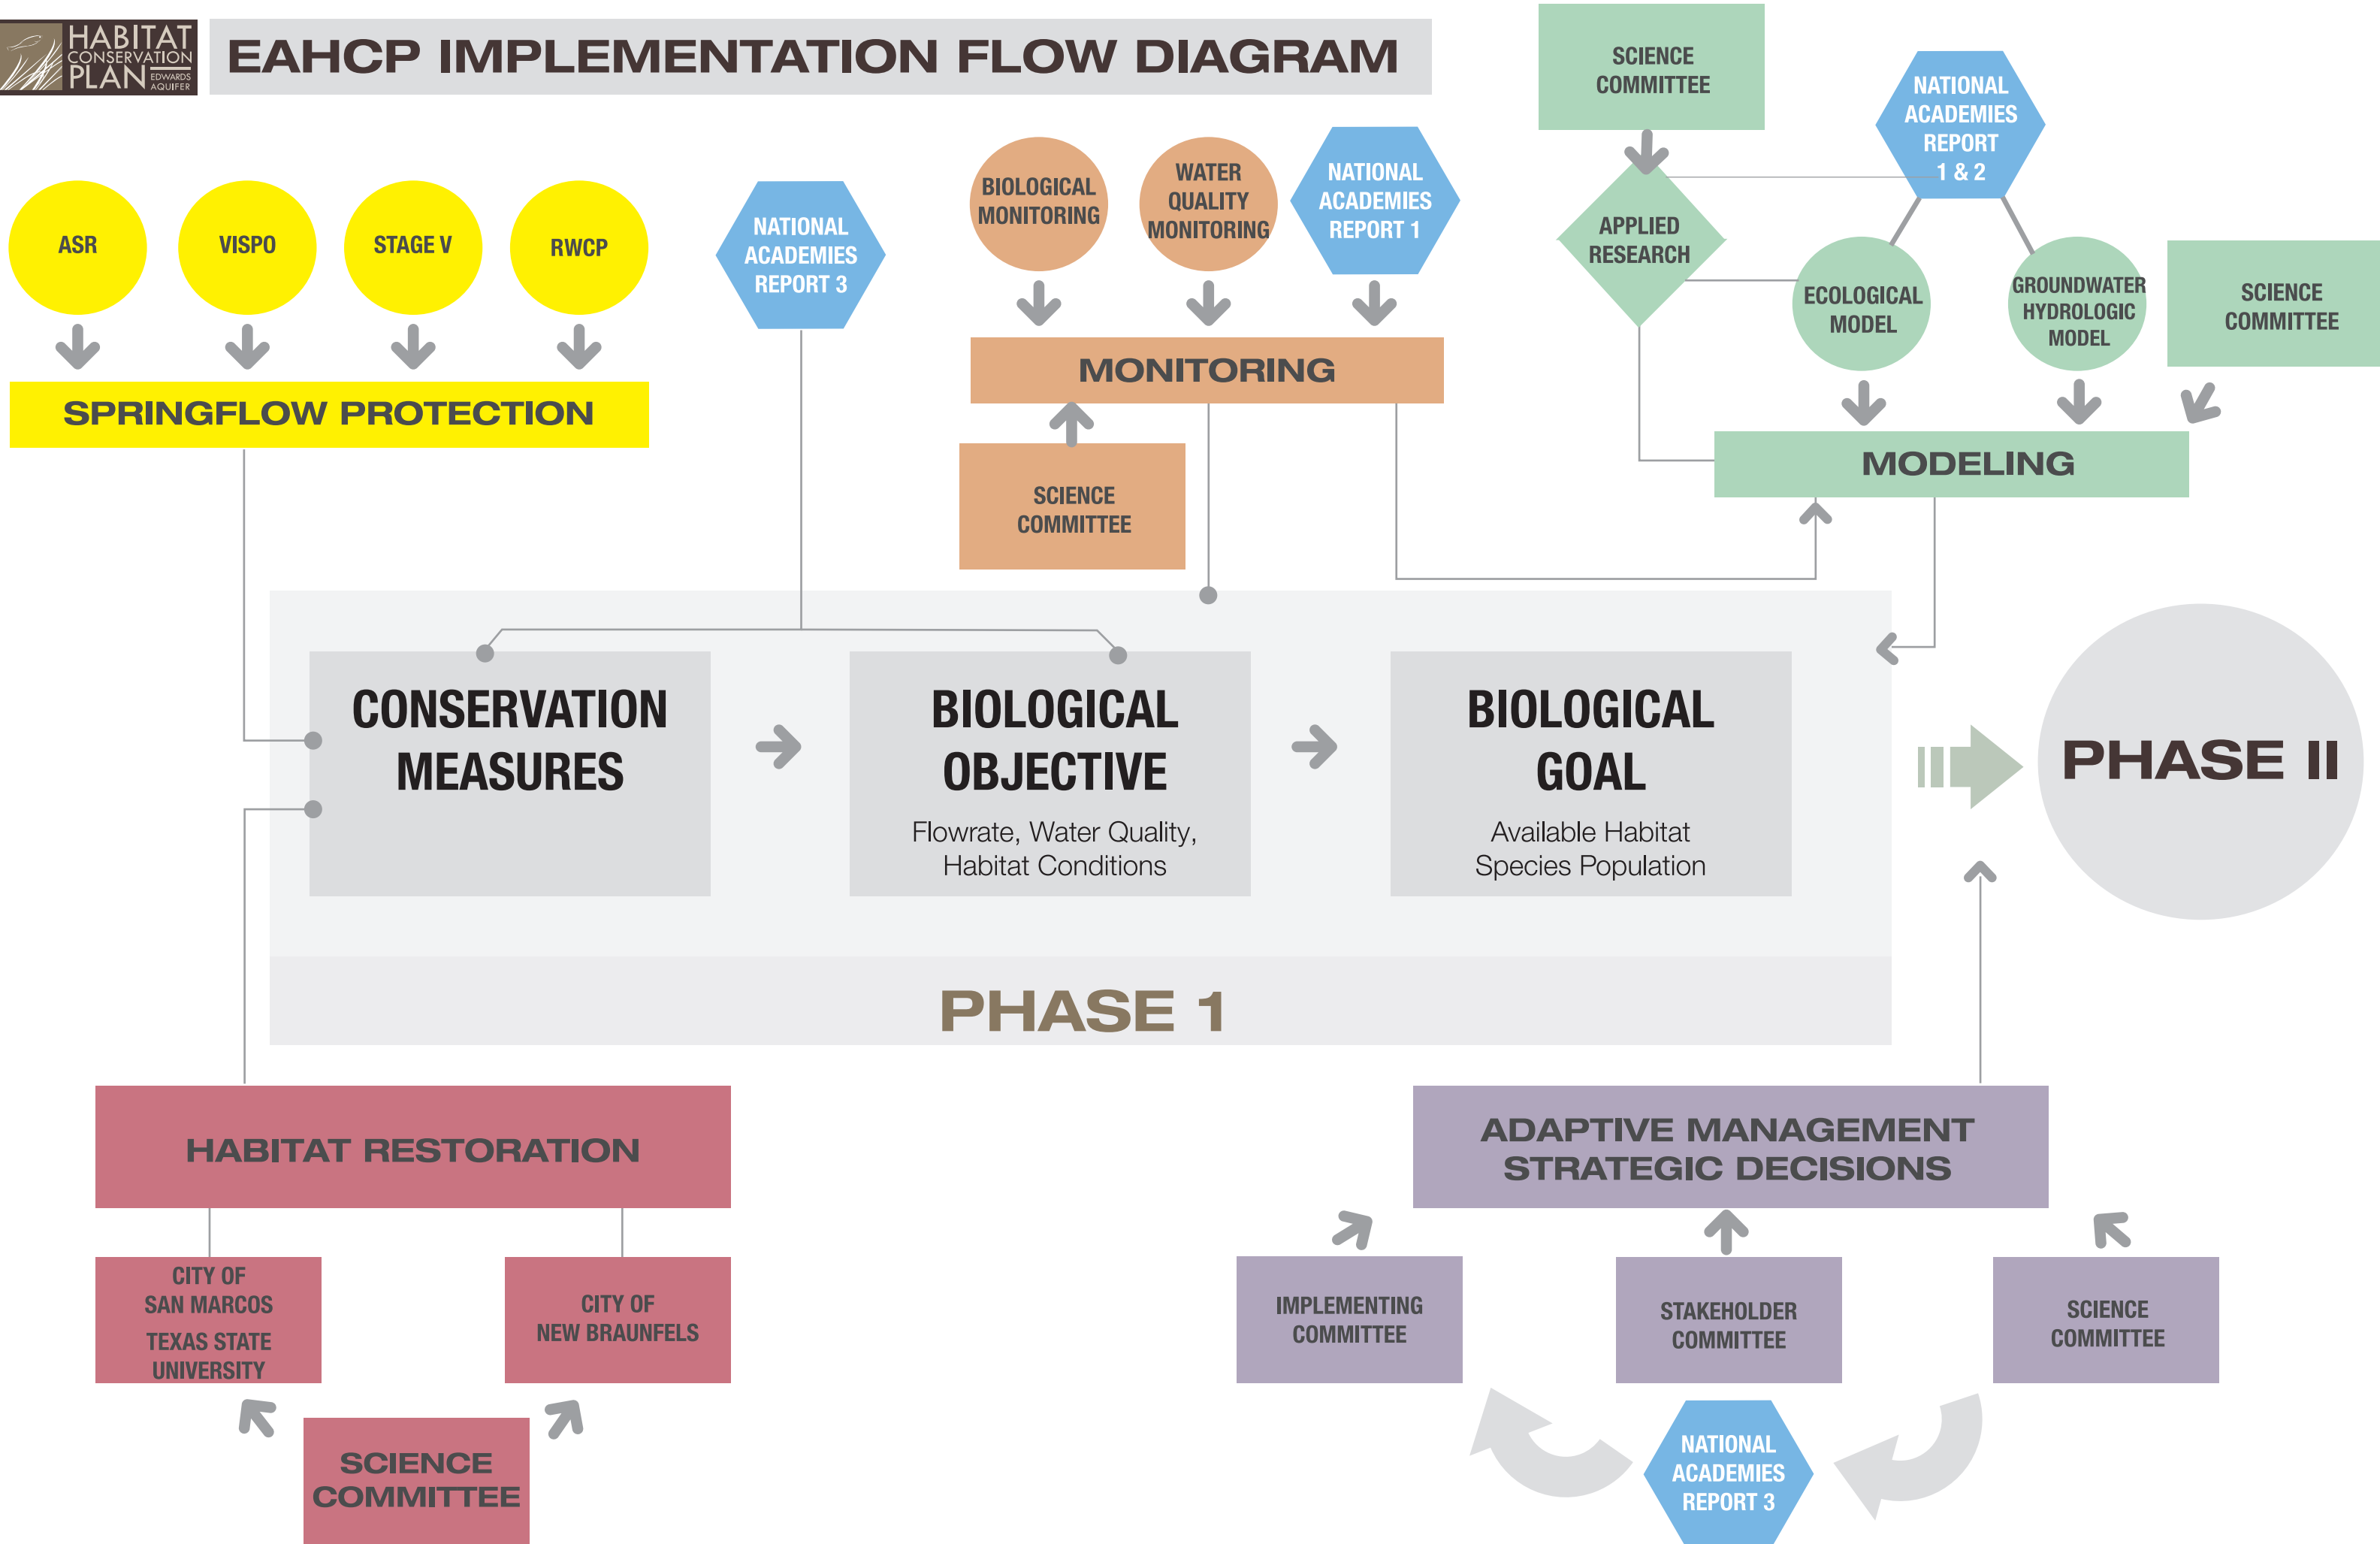 HABITAT
CONSERVATION
PLAN
EDWARDS
AQUIFER
EAHCP IMPLEMENTATION FLOW DIAGRAM
SCIENCE
COMMITTEE
NATIONAL
ACADEMIES
REPORT
1 & 2
ASR
VISPO
STAGE V
RWCP
NATIONAL
ACADEMIES
REPORT 3
BIOLOGICAL
MONITORING
WATER
QUALITY
MONITORING
NATIONAL
ACADEMIES
REPORT 1
APPLIED
RESEARCH
ECOLOGICAL
MODEL
GROUNDWATER
HYDROLOGIC
MODEL
SCIENCE
COMMITTEE
SPRINGFLOW PROTECTION
MONITORING
MODELING
SCIENCE
COMMITTEE
CONSERVATION
MEASURES
BIOLOGICAL
OBJECTIVE
Flowrate, Water Quality,
Habitat Conditions
BIOLOGICAL
GOAL
Available Habitat
Species Population
PHASE II
PHASE 1
HABITAT RESTORATION
ADAPTIVE MANAGEMENT
STRATEGIC DECISIONS
CITY OF
SAN MARCOS
TEXAS STATE
UNIVERSITY
CITY OF
NEW BRAUNFELS
SCIENCE
COMMITTEE
IMPLEMENTING
COMMITTEE
STAKEHOLDER
COMMITTEE
SCIENCE
COMMITTEE
NATIONAL
ACADEMIES
REPORT 3